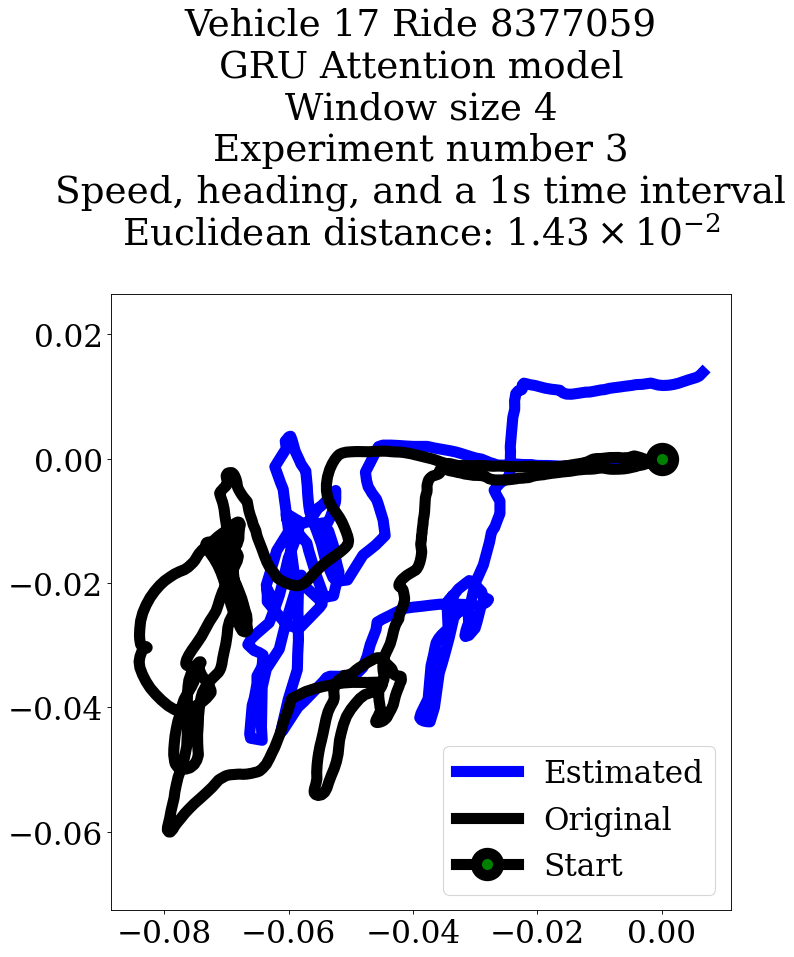 Vehicle 17 Ride 8377059
GRU Attention model
Window size 4
Experiment number 3
Speed, heading, and a 1s time interval
Euclidean distance: 1.43 × 10⁻²
0.02
0.00
−0.02
−0.04
−0.06
Estimated
Original
Start
−0.08 −0.06 −0.04 −0.02 0.00